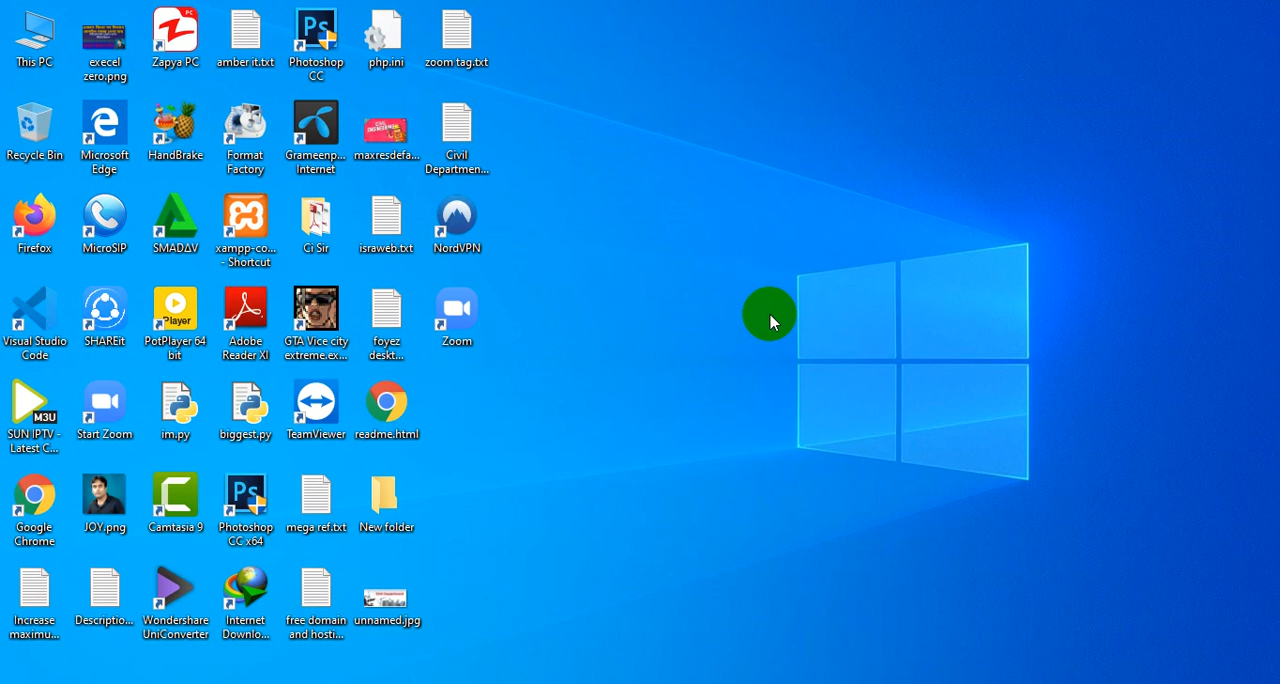 This PC
execel
zero.png
Zapya PC
amber it.txt
Photoshop
CC
php.ini
zoom tag.txt
Recycle Bin
Microsoft
Edge
HandBrake
Format
Factory
Grameenp...
Internet
maxresdefa...
Civil
Departmen...
Firefox
MicroSIP
SMADΔV
xampp-co...
- Shortcut
Ci Sir
israweb.txt
NordVPN
Visual Studio
Code
SHAREit
Player
PotPlayer 64
bit
Adobe
Reader XI
GTA Vice city
extreme.ex...
foyez
deskt...
Zoom
M3U
SUN IPTV -
Latest C...
Start Zoom
im.py
biggest.py
TeamViewer
readme.html
Google
Chrome
JOY.png
Camtasia 9
Photoshop
CC x64
mega ref.txt
New folder
Increase
maximu...
Descriptio...
Wondershare
UniConverter
Internet
Downlo...
free domain
and hosti...
unnamed.jpg